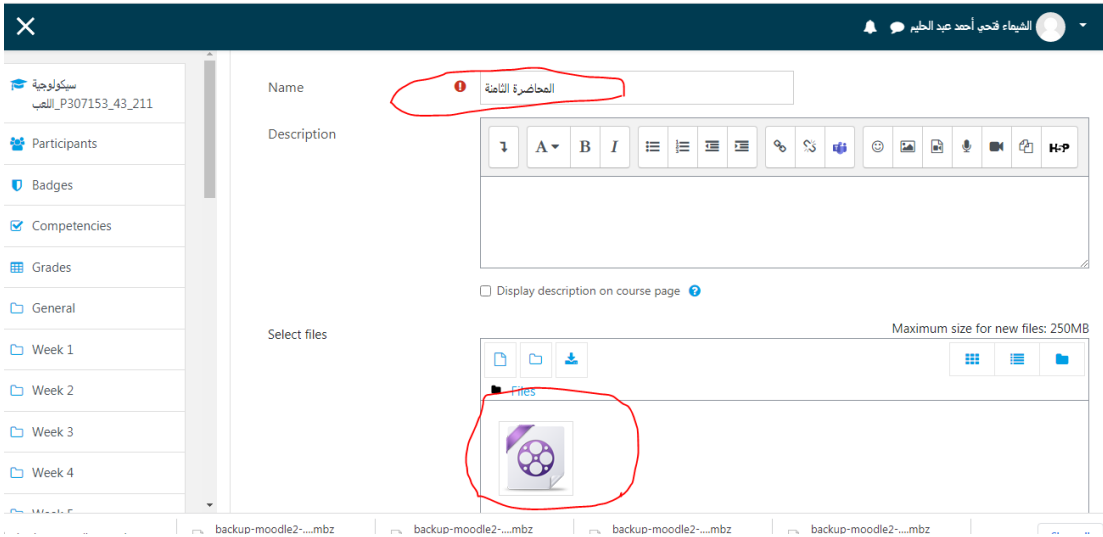 الشيماء فتحي أحمد عبد الحليم
سيكولوجية
اللعب_P307153_43_211
Participants
Badges
Competencies
Grades
General
Week 1
Week 2
Week 3
Week 4
Name
المحاضرة الثامنة
Description
A B I
H5P
Display description on course page
Select files
Maximum size for new files: 250MB
Files
backup-moodle2-....mbz
backup-moodle2-....mbz
backup-moodle2-....mbz
backup-moodle2-....mbz